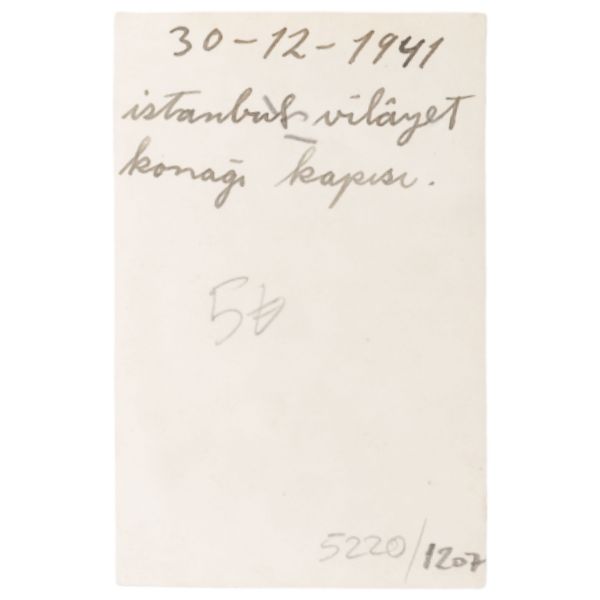 30-12-1941
istanbul vilâyet
konağı kapısı.
5220/1207